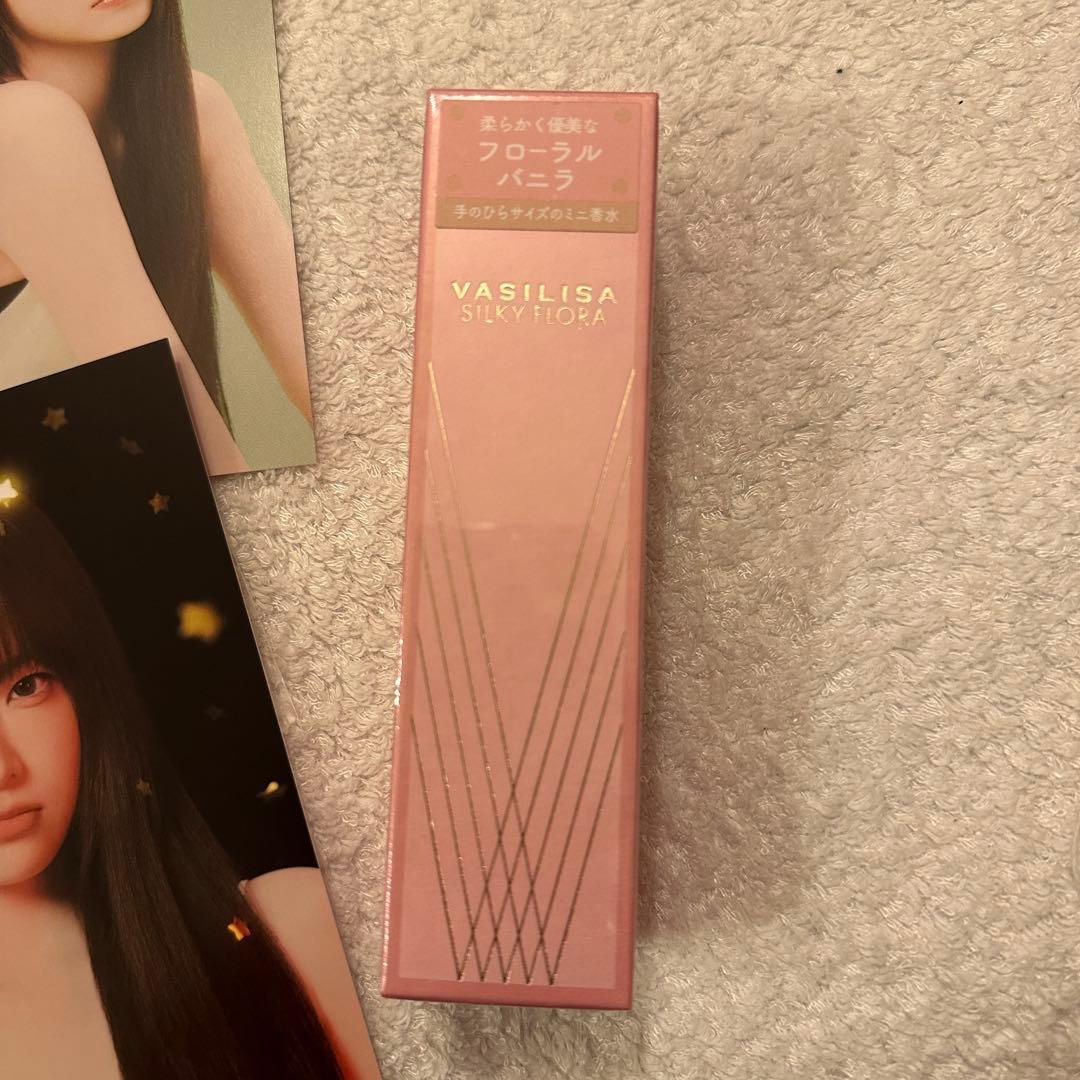 柔らかく優美な
フローラル
バニラ
手のひらサイズのミニ香水
VASILISA
SILKY FLORA